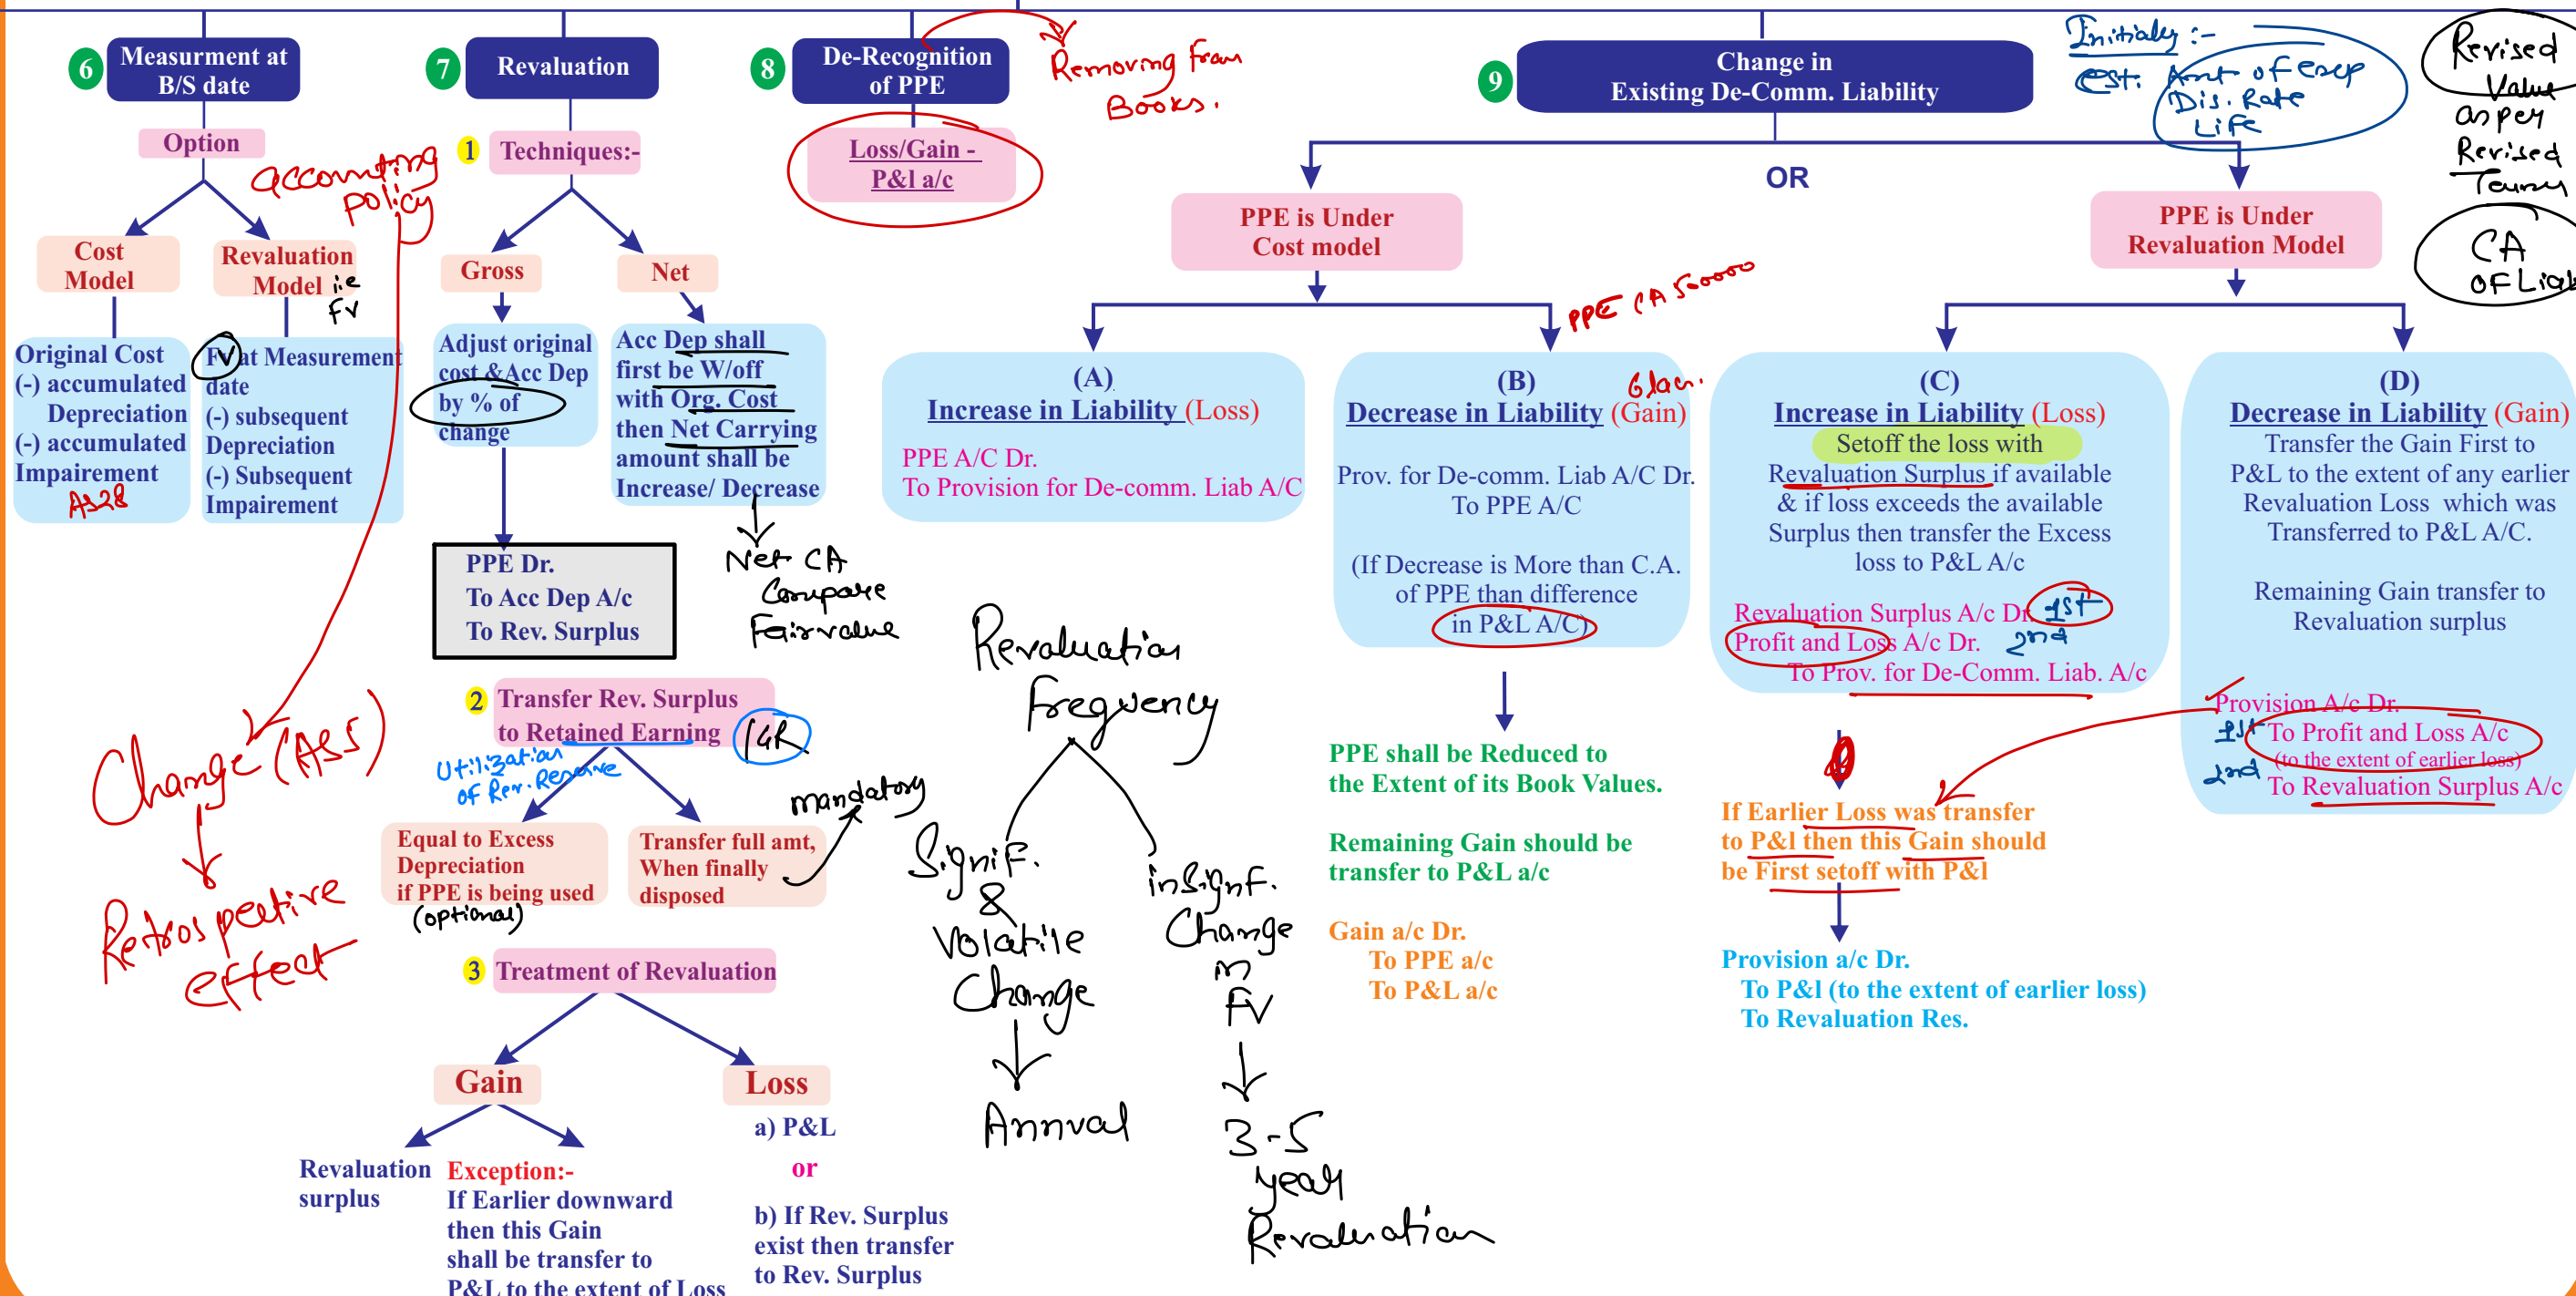 6
Measurment at
B/S date
Option
accounting
policy
Cost
Model
Revaluation
Model i.e
FV
Original Cost
(-) accumulated
Depreciation
(-) accumulated
Impairement
AS28
FV at Measurement
date
(-) subsequent
Depreciation
(-) Subsequent
Impairement
Change (AS5)
Retrospective
effect
7
Revaluation
1 Techniques:-
Gross
Net
Adjust original
cost &Acc Dep
by % of
change
Acc Dep shall
first be W/off
with Org. Cost
then Net Carrying
amount shall be
Increase/ Decrease
Net CA
Compare
Fairvalue
PPE Dr.
To Acc Dep A/c
To Rev. Surplus
2 Transfer Rev. Surplus
to Retained Earning
Utilization
of Rev. Reserve
Equal to Excess
Depreciation
if PPE is being used
(optional)
Transfer full amt,
When finally
disposed
mandatory
3 Treatment of Revaluation
Gain
Loss
Revaluation
surplus
Exception:-
If Earlier downward
then this Gain
shall be transfer to
P&L to the extent of Loss
a) P&L
or
b) If Rev. Surplus
exist then transfer
to Rev. Surplus
8
De-Recognition
of PPE
Removing from
Books.
Loss/Gain -
P&l a/c
Revaluation
Frequency
Signif.
&
Volatile
Change
Annual
insignf.
Change
in
FV
3-5
year
Revaluation
9
Change in
Existing De-Comm. Liability
Initialy :-
est: Amt of exp
Dis. Rate
LiFe
Revised
Value
as per
Revised
CA
OF Liab
OR
PPE is Under
Cost model
PPE is Under
Revaluation Model
PPE CA 500000
(A)
Increase in Liability (Loss)
PPE A/C Dr.
To Provision for De-comm. Liab A/C
(B)
Decrease in Liability (Gain)
Prov. for De-comm. Liab A/C Dr.
To PPE A/C
(If Decrease is More than C.A.
of PPE than difference
in P&L A/C)
PPE shall be Reduced to
the Extent of its Book Values.
Remaining Gain should be
transfer to P&L a/c
Gain a/c Dr.
To PPE a/c
To P&L a/c
(C)
Increase in Liability (Loss)
Setoff the loss with
Revaluation Surplus if available
& if loss exceeds the available
Surplus then transfer the Excess
loss to P&L A/c
Revaluation Surplus A/c Dr. 1st
Profit and Loss A/c Dr. 2nd
To Prov. for De-Comm. Liab. A/c
If Earlier Loss was transfer
to P&l then this Gain should
be First setoff with P&l
Provision a/c Dr.
To P&l (to the extent of earlier loss)
To Revaluation Res.
(D)
Decrease in Liability (Gain)
Transfer the Gain First to
P&L to the extent of any earlier
Revaluation Loss which was
Transferred to P&L A/C.
Remaining Gain transfer to
Revaluation surplus
Provision A/c Dr.
1st To Profit and Loss A/c
(to the extent of earlier loss)
2nd To Revaluation Surplus A/c